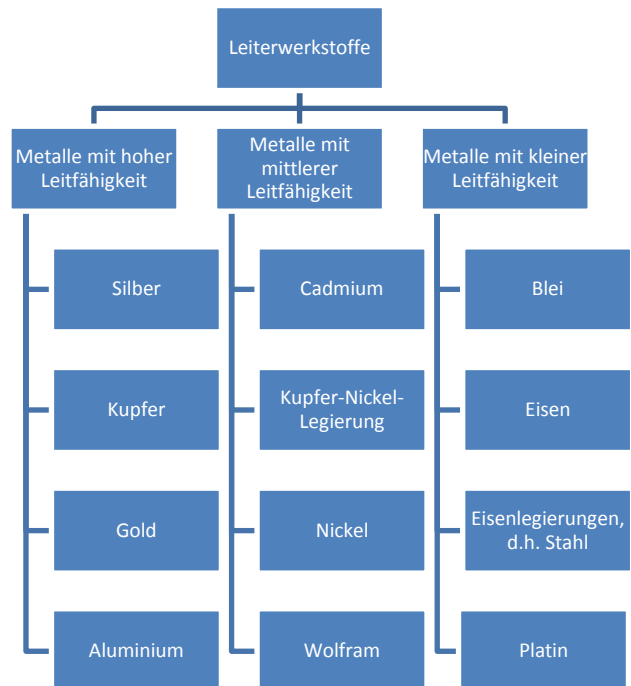 Leiterwerkstoffe
Metalle mit hoher
Leitfähigkeit
Silber
Kupfer
Gold
Aluminium
Metalle mit
mittlerer
Leitfähigkeit
Cadmium
Kupfer-Nickel-
Legierung
Nickel
Wolfram
Metalle mit kleiner
Leitfähigkeit
Blei
Eisen
Eisenlegierungen,
d.h. Stahl
Platin